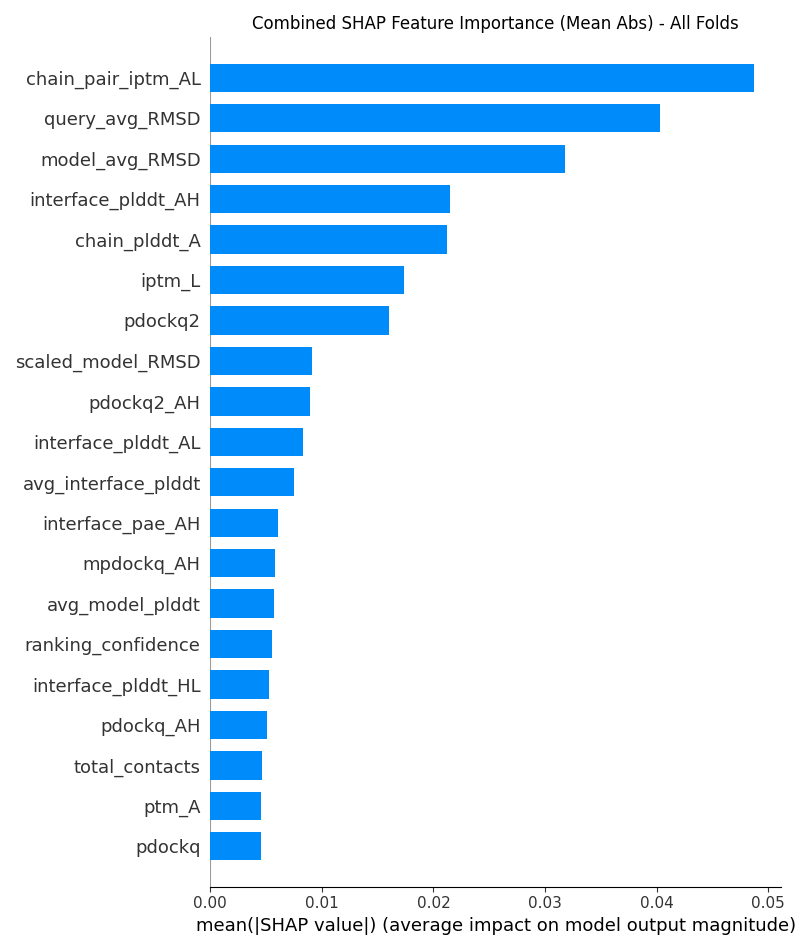 Combined SHAP Feature Importance (Mean Abs) - All Folds
chain_pair_iptm_AL
query_avg_RMSD
model_avg_RMSD
interface_plddt_AH
chain_plddt_A
iptm_L
pdockq2
scaled_model_RMSD
pdockq2_AH
interface_plddt_AL
avg_interface_plddt
interface_pae_AH
mpdockq_AH
avg_model_plddt
ranking_confidence
interface_plddt_HL
pdockq_AH
total_contacts
ptm_A
pdockq
0.00 0.01 0.02 0.03 0.04 0.05
mean(|SHAP value|) (average impact on model output magnitude)